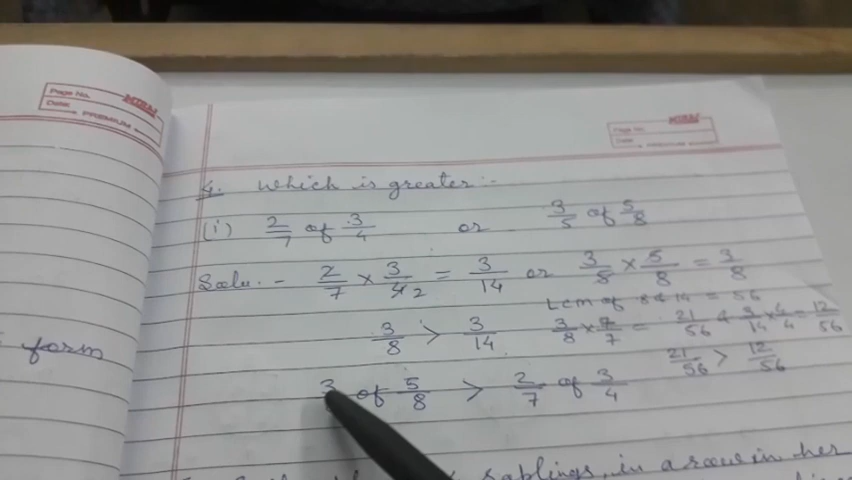 Page No.
Date
PREMIUM
Page No.
Date
4. Which is greater :-
(i) 2/7 of 3/4 or 3/5 of 5/8
Solu. - 2/7 × 3/4 2 = 3/14 or 3/5 × 5/8 = 3/8
LCM of 8 & 14 = 56
3/8 > 3/14 3/8 × 7/7 = 21/56 & 3/14 × 4/4 = 12/56
21/56 > 12/56
form
3 of 5/8 > 2/7 of 3/4
saplings, in a row in her